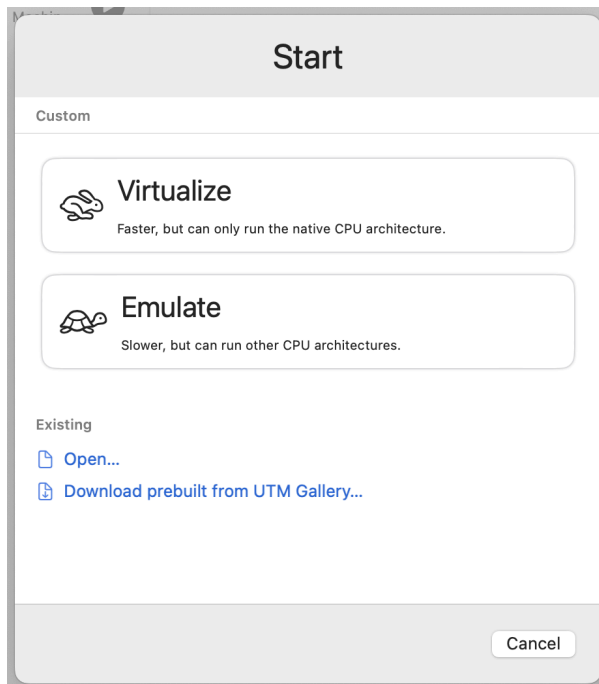 Start
Custom
Virtualize
Faster, but can only run the native CPU architecture.
Emulate
Slower, but can run other CPU architectures.
Existing
Open...
Download prebuilt from UTM Gallery...
Cancel